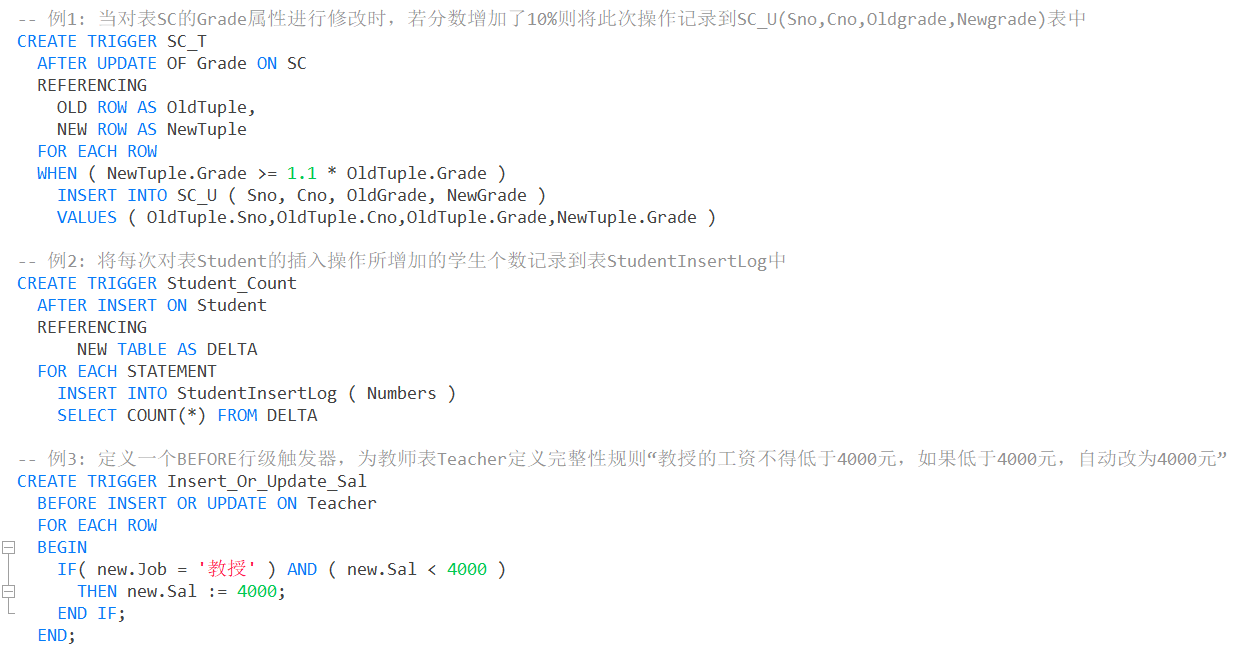 -- 例1: 当对表SC的Grade属性进行修改时，若分数增加了10%则将此次操作记录到SC_U(Sno,Cno,Oldgrade,Newgrade)表中
CREATE TRIGGER SC_T
  AFTER UPDATE OF Grade ON SC
  REFERENCING
    OLD ROW AS OldTuple,
    NEW ROW AS NewTuple
  FOR EACH ROW
  WHEN ( NewTuple.Grade >= 1.1 * OldTuple.Grade )
    INSERT INTO SC_U ( Sno, Cno, OldGrade, NewGrade )
    VALUES ( OldTuple.Sno,OldTuple.Cno,OldTuple.Grade,NewTuple.Grade )

-- 例2: 将每次对表Student的插入操作所增加的学生个数记录到表StudentInsertLog中
CREATE TRIGGER Student_Count
  AFTER INSERT ON Student
  REFERENCING
      NEW TABLE AS DELTA
  FOR EACH STATEMENT
    INSERT INTO StudentInsertLog ( Numbers )
    SELECT COUNT(*) FROM DELTA

-- 例3: 定义一个BEFORE行级触发器，为教师表Teacher定义完整性规则“教授的工资不得低于4000元，如果低于4000元，自动改为4000元”
CREATE TRIGGER Insert_Or_Update_Sal
  BEFORE INSERT OR UPDATE ON Teacher
  FOR EACH ROW
  BEGIN
    IF( new.Job = '教授' ) AND ( new.Sal < 4000 )
      THEN new.Sal := 4000;
    END IF;
  END;